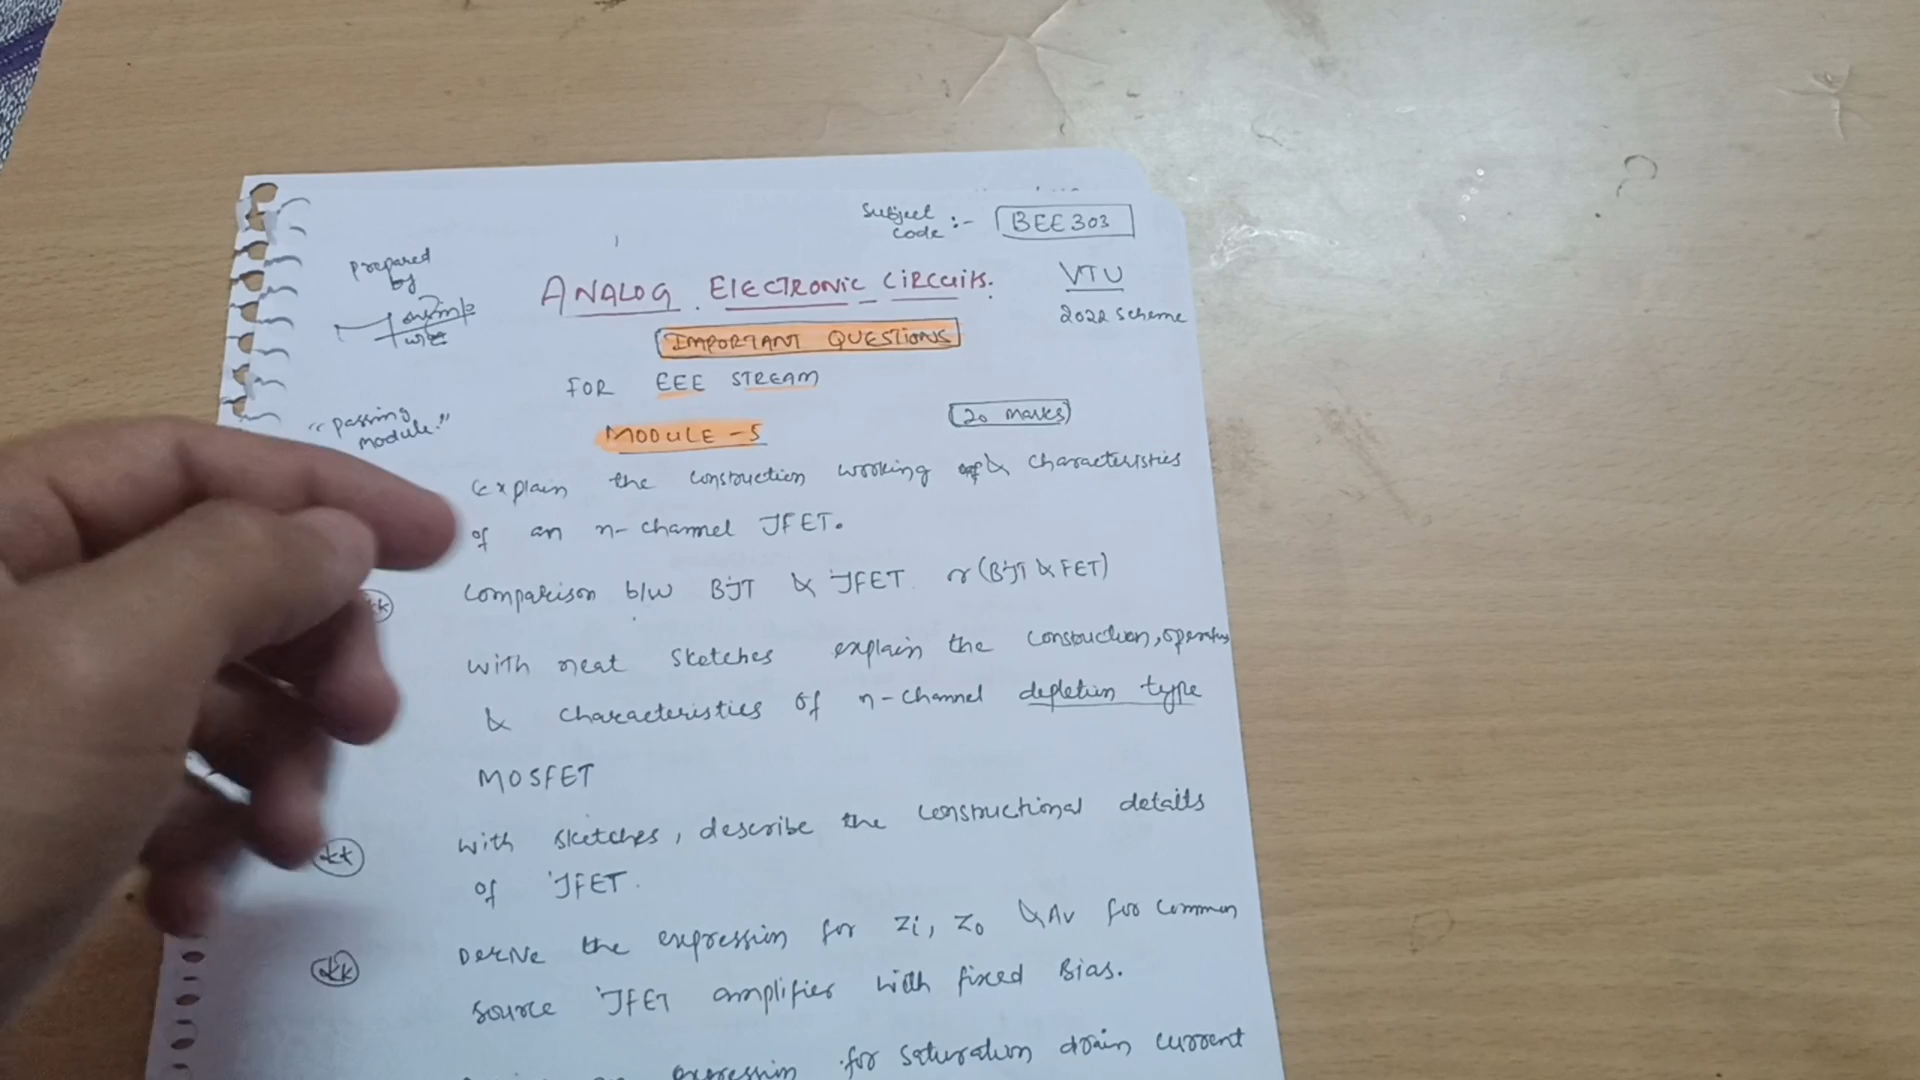 Subject code :- BEE303
Prepared by
ANALOG ELECTRONIC CIRCUITS.
VTU
2022 Scheme
IMPORTANT QUESTIONS
FOR EEE STREAM
"Passing module."
MODULE-5
20 marks
Explain the construction working & characteristics
of an n-channel JFET.
Comparison b/w BJT & JFET or (BJT & FET)
With neat sketches explain the construction,
& characteristics of n-channel depletion type
MOSFET
With sketches, describe the constructional details
of JFET.
Derive the expression for Zi, Zo & Av for Common
source JFET amplifier with fixed Bias.
expression for saturation drain current